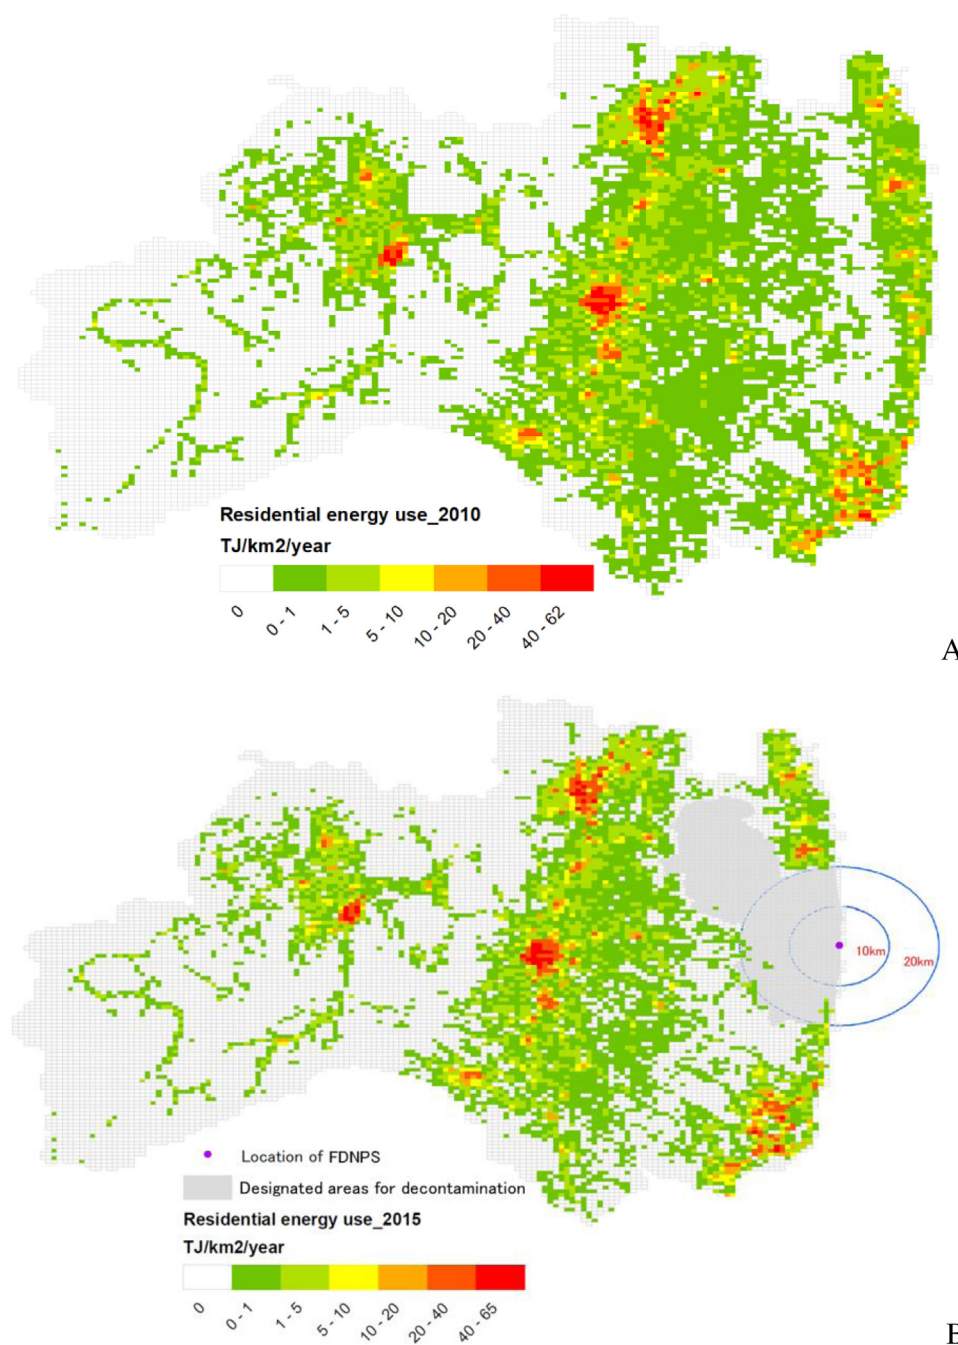 Residential energy use_2010
TJ/km2/year
0
0 - 1
1 - 5
5 - 10
10 - 20
20 - 40
40 - 62
A
10km
20km
Location of FDNPS
Designated areas for decontamination
Residential energy use_2015
TJ/km2/year
0
0 - 1
1 - 5
5 - 10
10 - 20
20 - 40
40 - 65
B